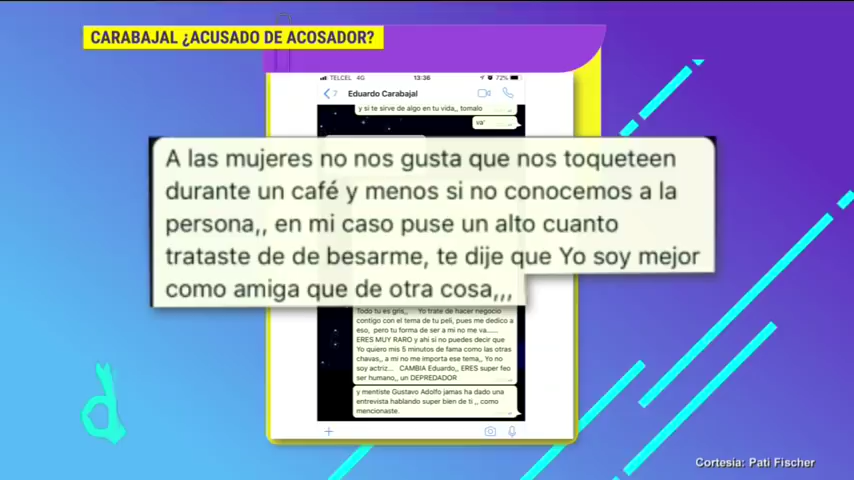 CARABAJAL ¿ACUSADO DE ACOSADOR?
TELCEL 4G 13:36 72%
7 Eduardo Carabajal
y si te sirve de algo en tu vida,, tomalo
va'
A las mujeres no nos gusta que nos toqueteen
durante un café y menos si no conocemos a la
persona,, en mi caso puse un alto cuanto
trataste de de besarme, te dije que Yo soy mejor
como amiga que de otra cosa,,,
Todo tu es gris,, Yo trate de hacer negocio
contigo con el tema de tu peli, pues me dedico a
eso, pero tu forma de ser a mi no me va......
ERES MUY RARO y ahi si no puedes decir que
Yo quiero mis 5 minutos de fama como las otras
chavas,, a mi no me importa ese tema,, Yo no
soy actriz... CAMBIA Eduardo,, ERES super feo
ser humano,, un DEPREDADOR
y mentiste Gustavo Adolfo jamas ha dado una
entrevista hablando super bien de ti ,, como
mencionaste.
d
Cortesía: Pati Fischer